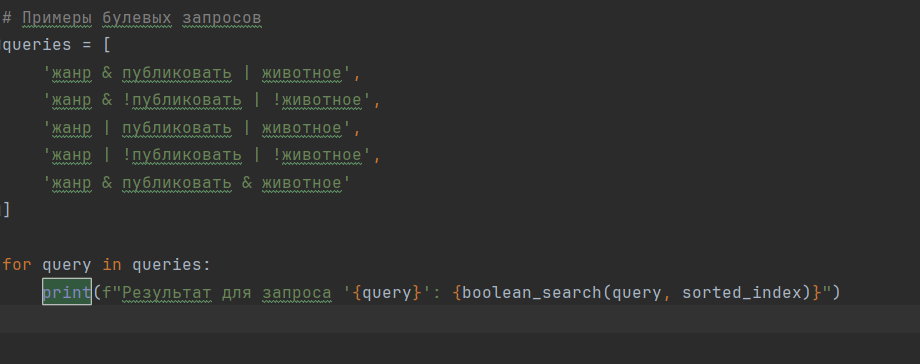 # Примеры булевых запросов
queries = [
    'жанр & публиковать | животное',
    'жанр & !публиковать | !животное',
    'жанр | публиковать | животное',
    'жанр | !публиковать | !животное',
    'жанр & публиковать & животное'
]
for query in queries:
    print(f"Результат для запроса '{query}': {boolean_search(query, sorted_index)}")